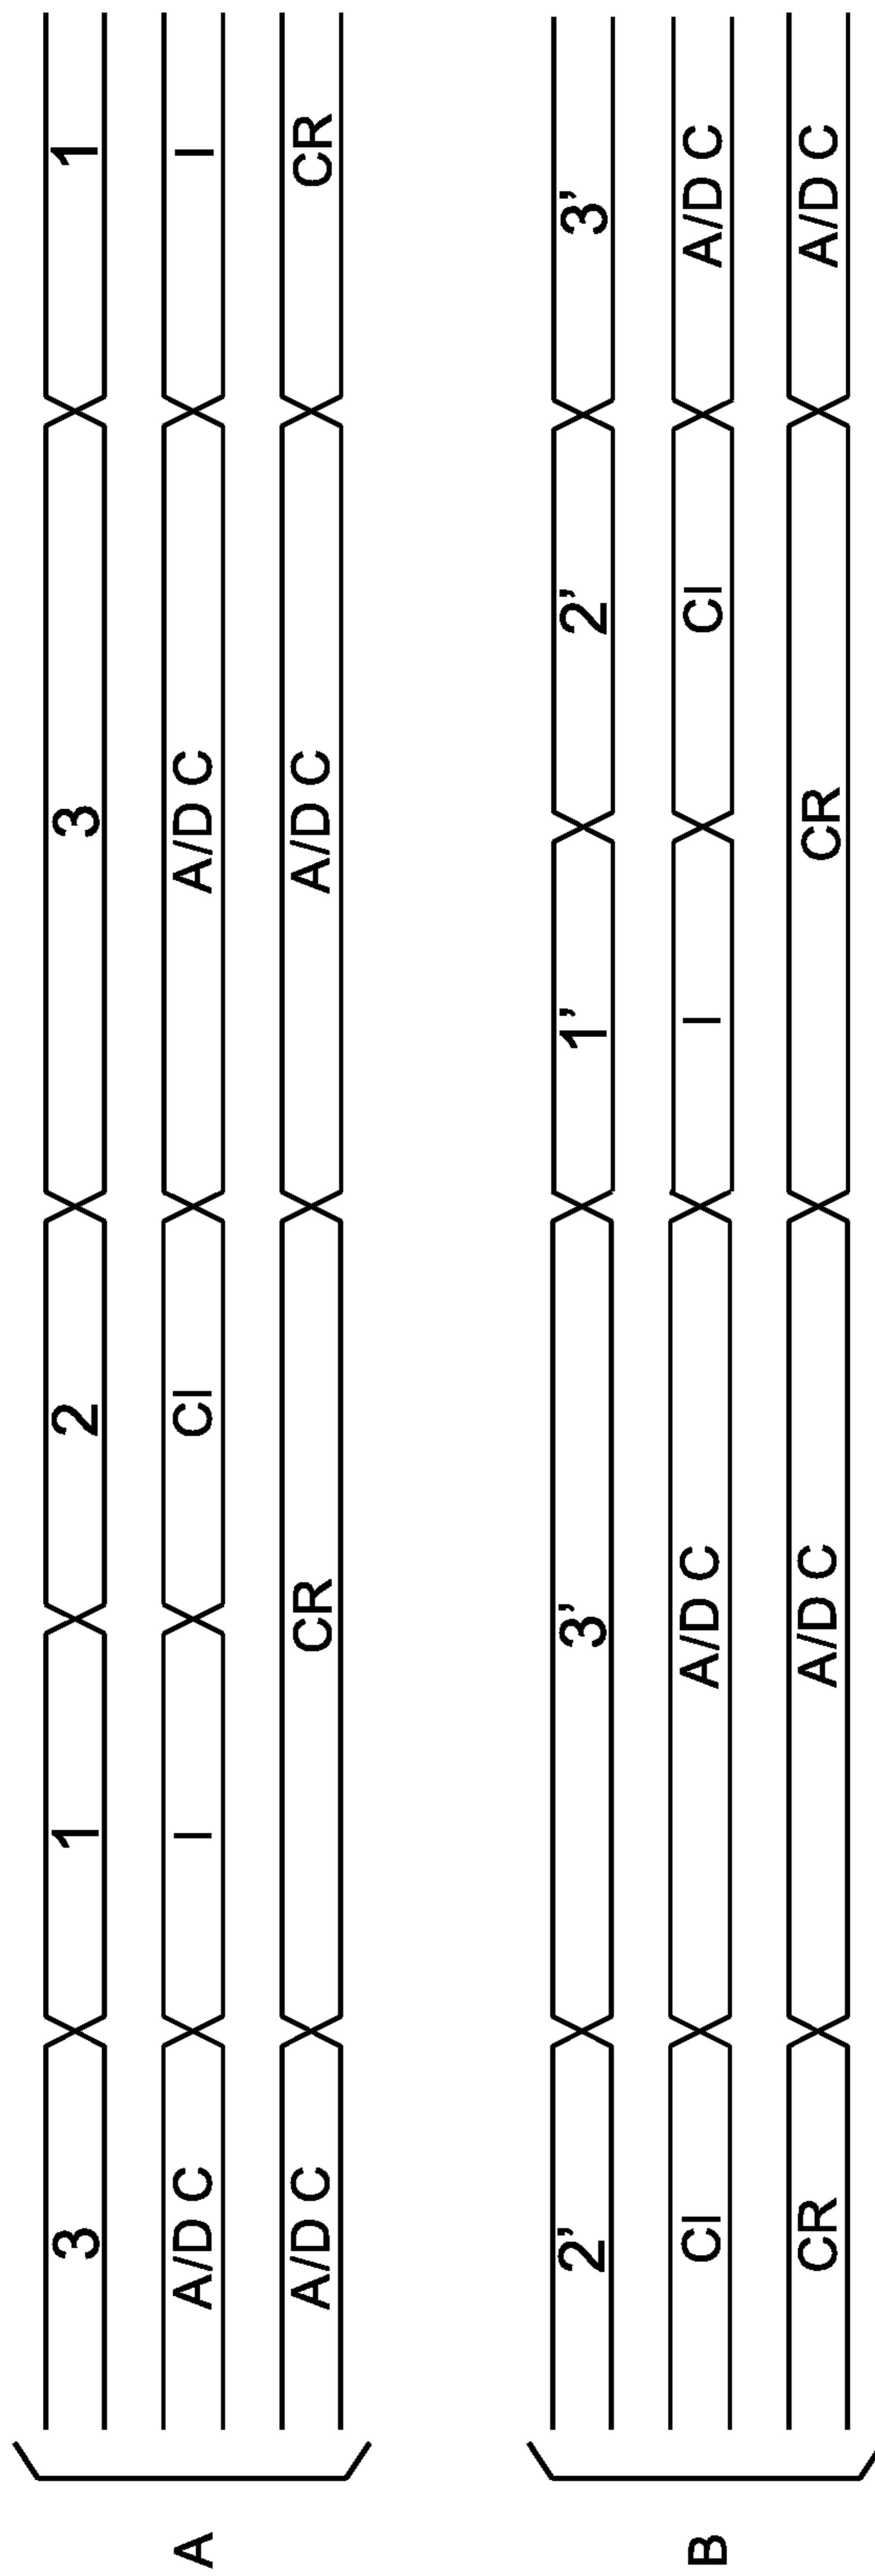 3 1 2 3 1
A A/D C I CI A/D C I
A/D C CR A/D C CR
2' 3' 1' 2' 3'
B CI A/D C I CI A/D C
CR A/D C CR A/D C